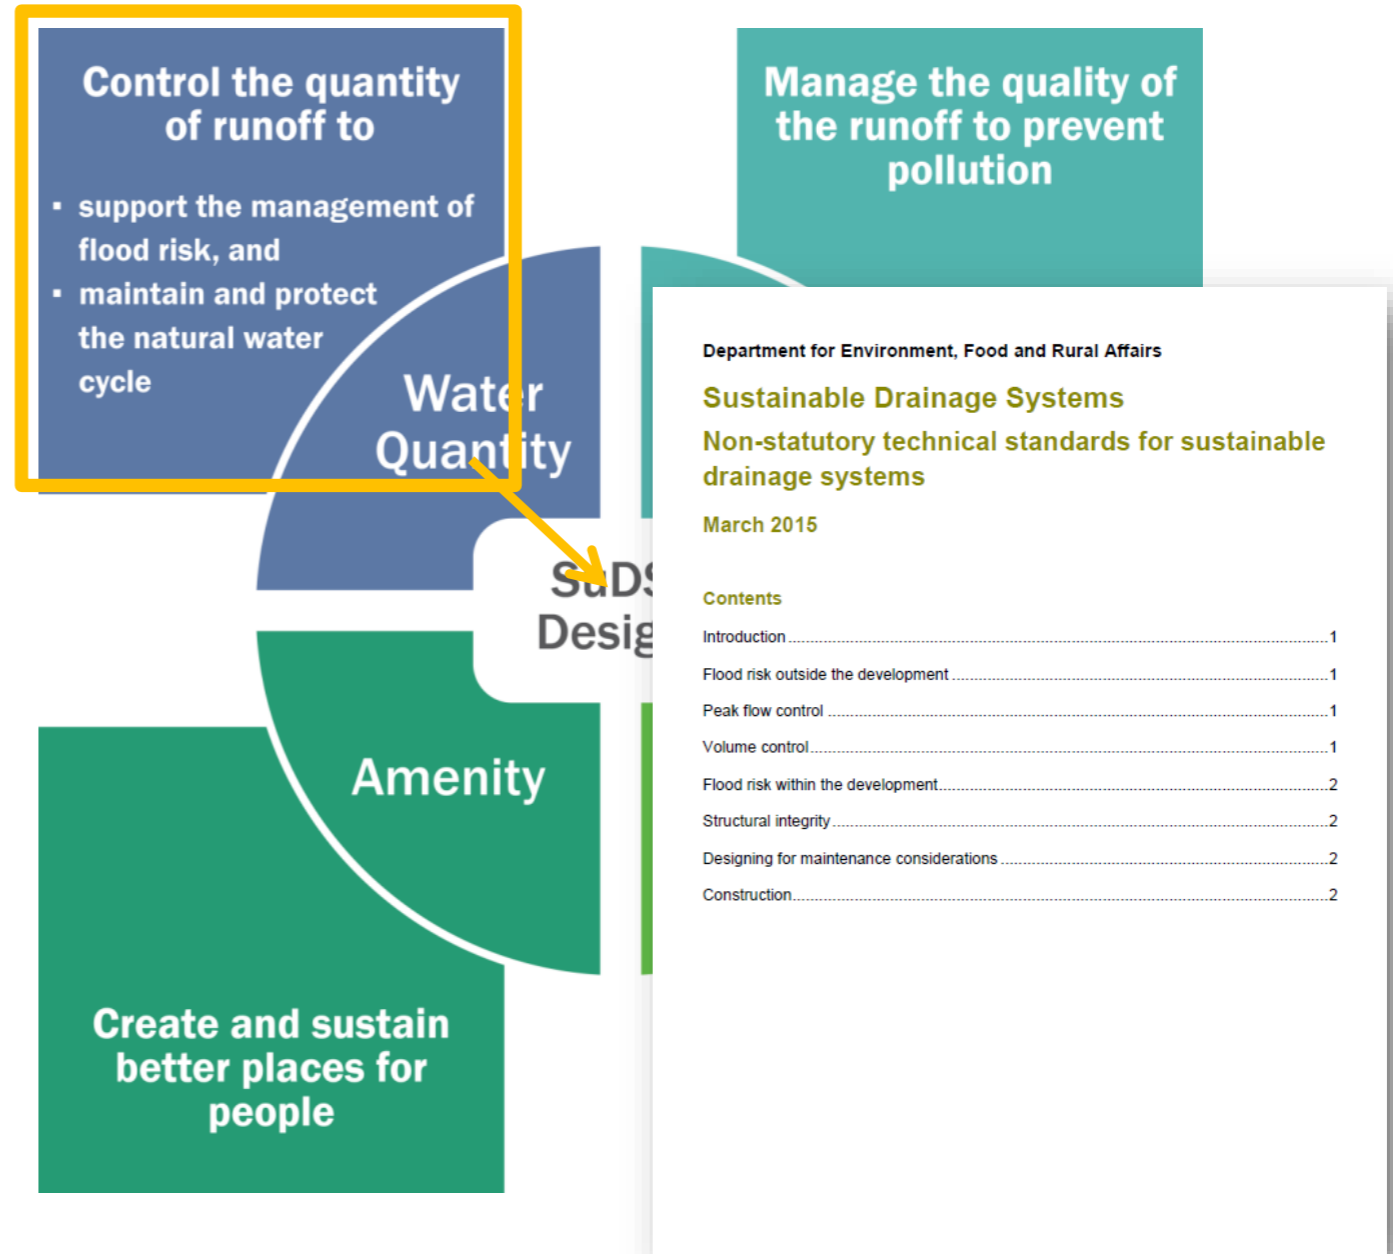 Control the quantity
of runoff to
▪ support the management of
flood risk, and
▪ maintain and protect
the natural water
cycle
Water
Quantity
Manage the quality of
the runoff to prevent
pollution
SuDS
Desig
Amenity
Create and sustain
better places for
people
Department for Environment, Food and Rural Affairs
Sustainable Drainage Systems
Non-statutory technical standards for sustainable
drainage systems
March 2015
Contents
Introduction 1
Flood risk outside the development 1
Peak flow control 1
Volume control 1
Flood risk within the development 2
Structural integrity 2
Designing for maintenance considerations 2
Construction 2